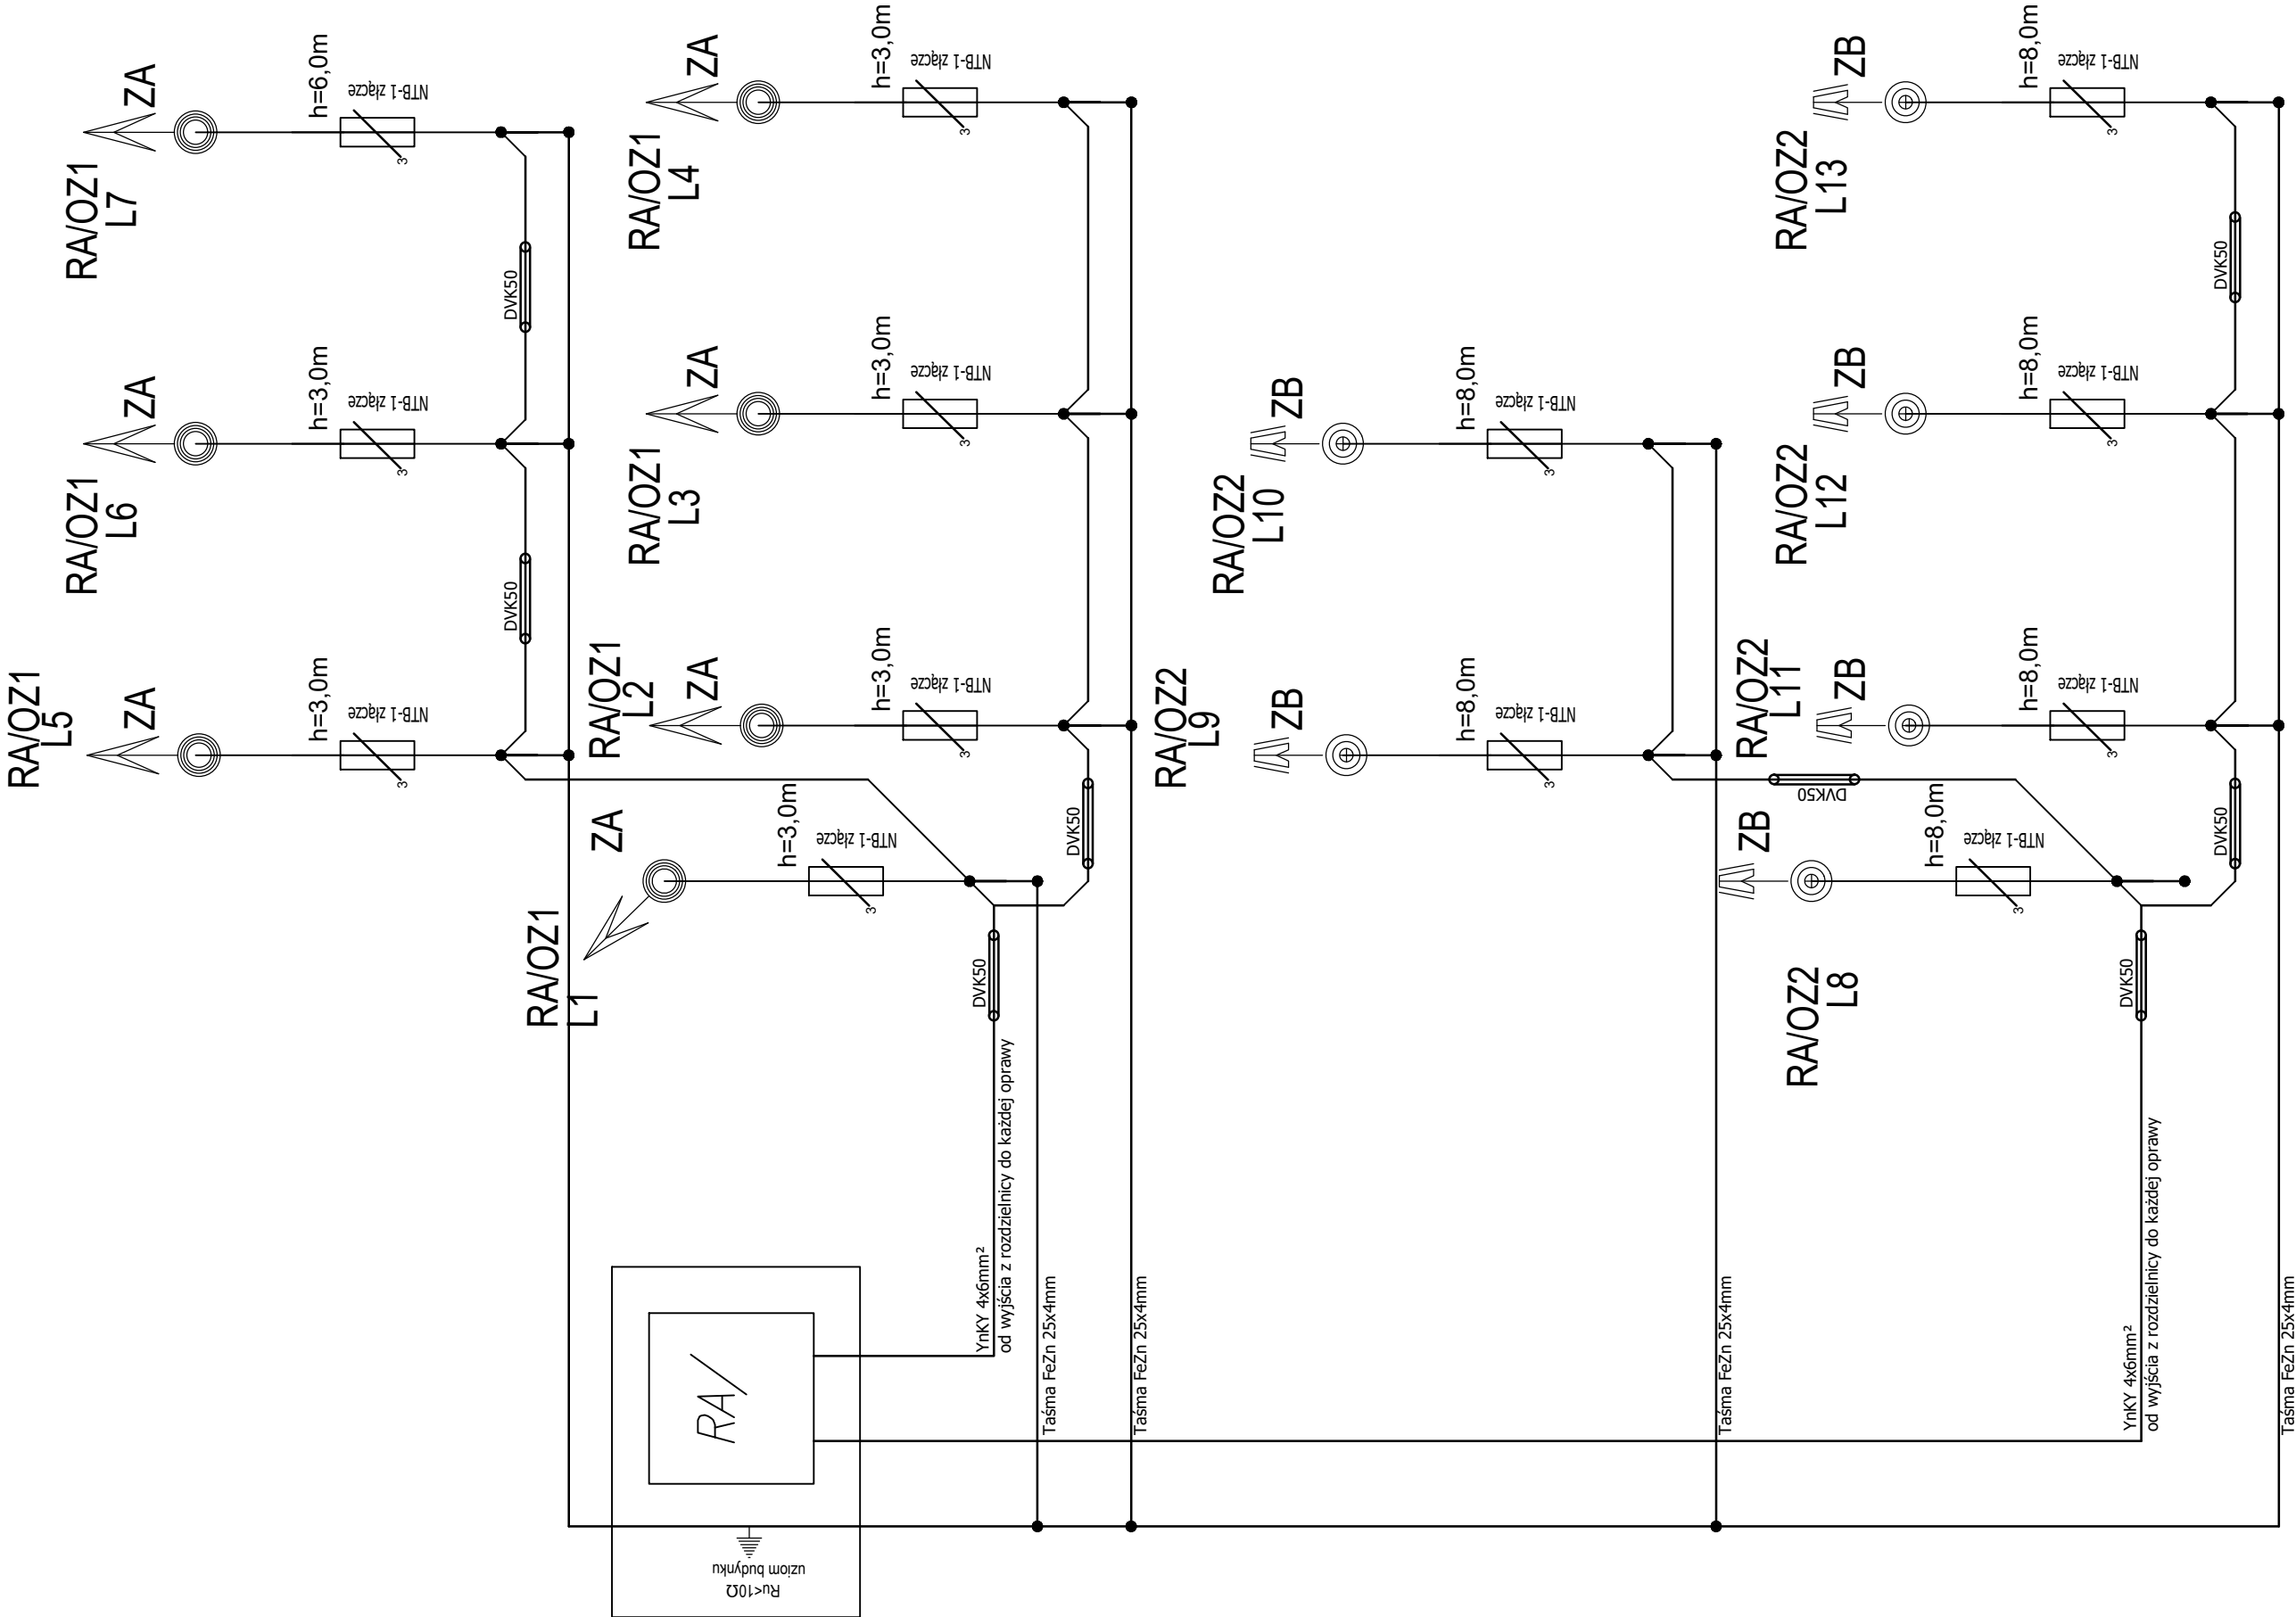 RA/OZ1
L7
ZA
h=6,0m
NTB-1 złącze
3
DVK50
RA/OZ1
L6
ZA
h=3,0m
NTB-1 złącze
3
DVK50
RA/OZ1
L5
ZA
h=3,0m
NTB-1 złącze
3
RA/OZ1
L4
ZA
h=3,0m
NTB-1 złącze
3
RA/OZ1
L3
ZA
h=3,0m
NTB-1 złącze
3
RA/OZ1
L2
ZA
h=3,0m
NTB-1 złącze
3
DVK50
RA/OZ1
L1
ZA
h=3,0m
NTB-1 złącze
3
DVK50
YnKY 4x6mm²
od wyjścia z rozdzielnicy do każdej oprawy
Taśma FeZn 25x4mm
Taśma FeZn 25x4mm
RA/OZ2
L10
ZB
h=8,0m
NTB-1 złącze
3
RA/OZ2
L9
ZB
h=8,0m
NTB-1 złącze
3
DVK50
Taśma FeZn 25x4mm
RA/OZ2
L13
ZB
h=8,0m
NTB-1 złącze
3
DVK50
RA/OZ2
L12
ZB
h=8,0m
NTB-1 złącze
3
RA/OZ2
L11
ZB
h=8,0m
NTB-1 złącze
3
DVK50
RA/OZ2
L8
ZB
h=8,0m
NTB-1 złącze
3
DVK50
YnKY 4x6mm²
od wyjścia z rozdzielnicy do każdej oprawy
Taśma FeZn 25x4mm
RA/
Ru<10Ω
uziom budynku